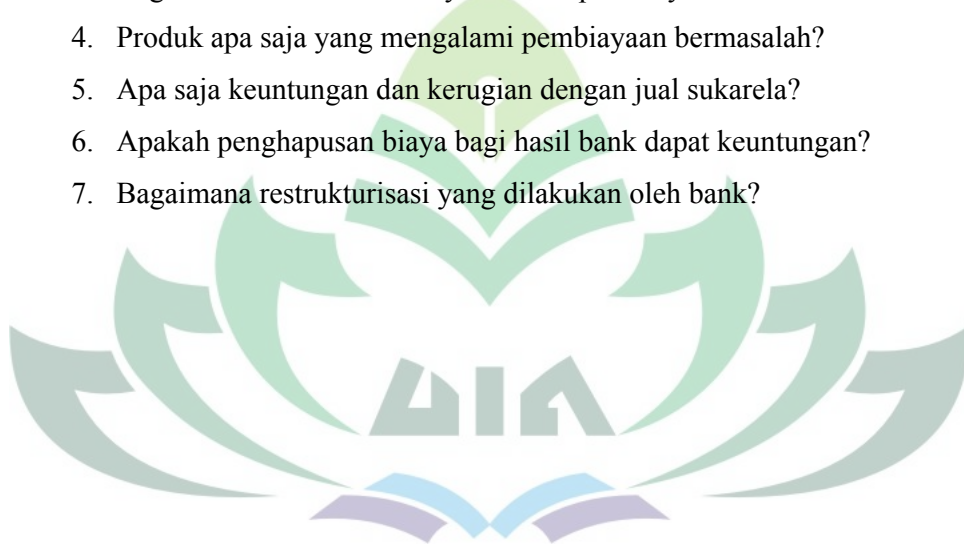 4. Produk apa saja yang mengalami pembiayaan bermasalah?
5. Apa saja keuntungan dan kerugian dengan jual sukarela?
6. Apakah penghapusan biaya bagi hasil bank dapat keuntungan?
7. Bagaimana restrukturisasi yang dilakukan oleh bank?
UIN